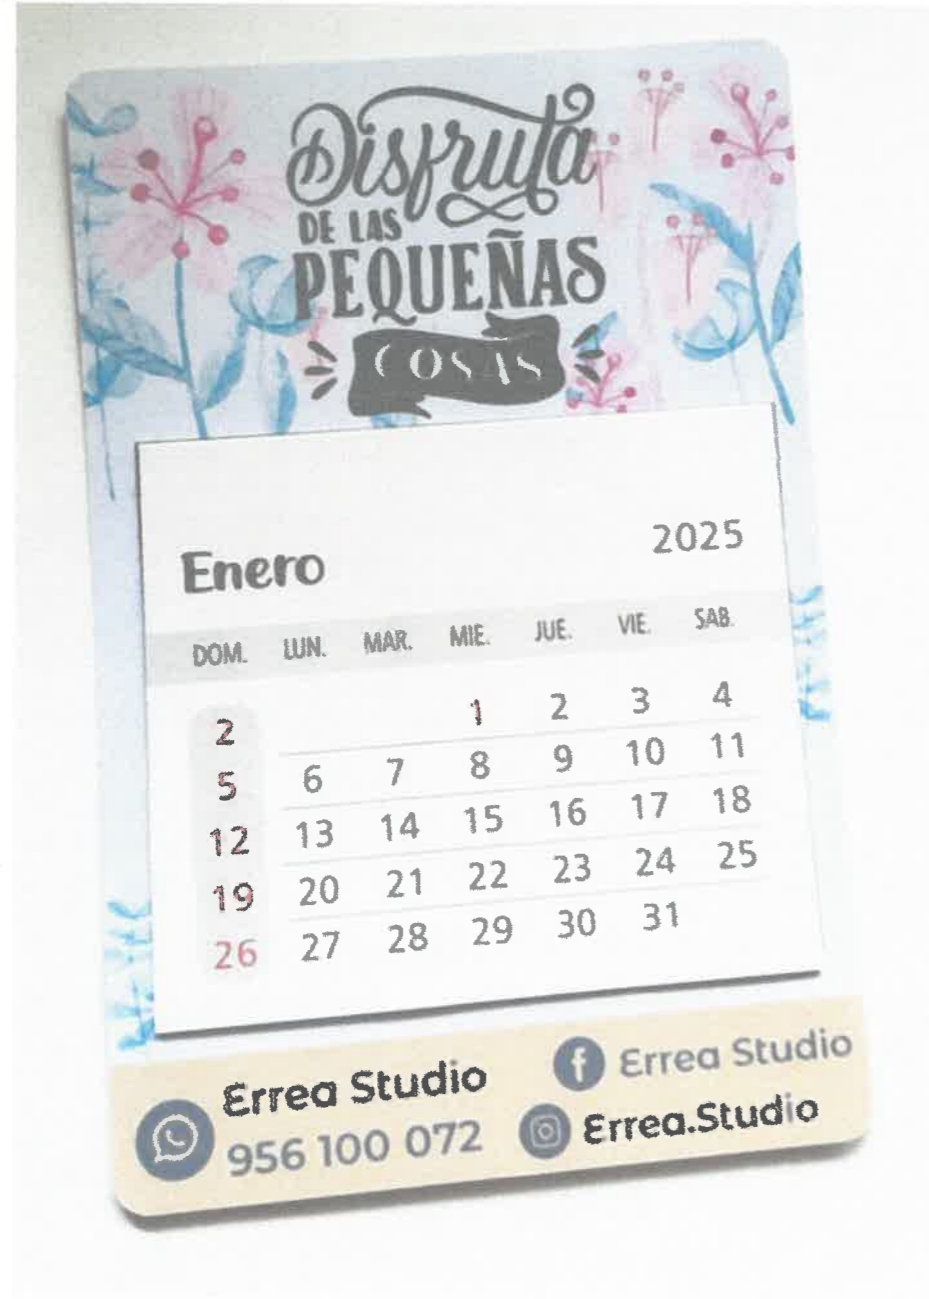 Disfruta
DE LAS
PEQUEÑAS
COSAS
Enero 2025
DOM. LUN. MAR. MIE. JUE. VIE. SAB.
2 1 2 3 4
5 6 7 8 9 10 11
12 13 14 15 16 17 18
19 20 21 22 23 24 25
26 27 28 29 30 31
Errea Studio
956 100 072
Errea Studio
Errea.Studio